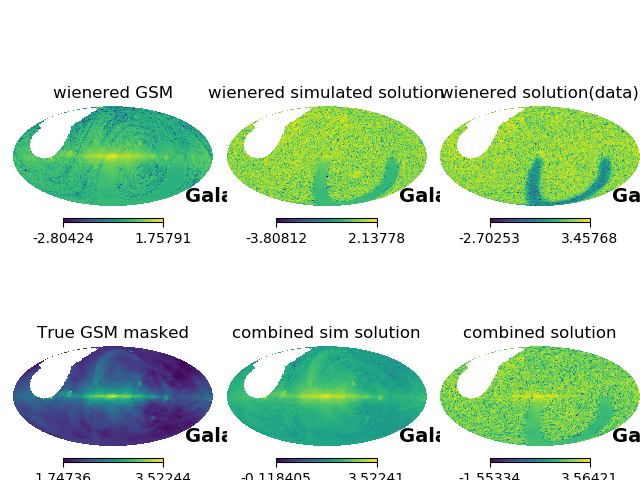 wienered GSM
wienered simulated solution
wienered solution(data)
Gala
Gala
Ga
-2.80424 1.75791
-3.80812 2.13778
-2.70253 3.45768
True GSM masked
combined sim solution
combined solution
Gala
Gala
Ga
1.74736 3.52244
-0.118405 3.52241
-1.55334 3.56421